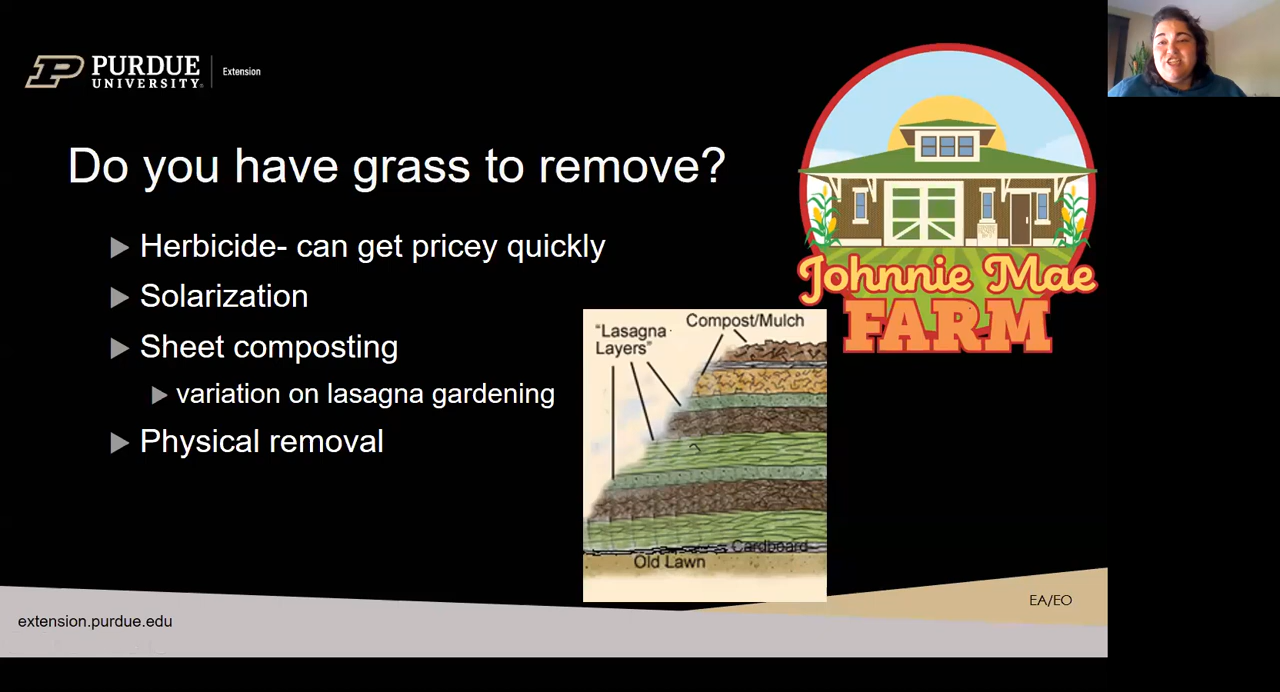 PURDUE
UNIVERSITY®
Extension
Do you have grass to remove?
Herbicide- can get pricey quickly
Solarization
Sheet composting
variation on lasagna gardening
Physical removal
Johnnie Mae
FARM
"Lasagna
Layers"
Compost/Mulch
Cardboard
Old Lawn
EA/EO
extension.purdue.edu